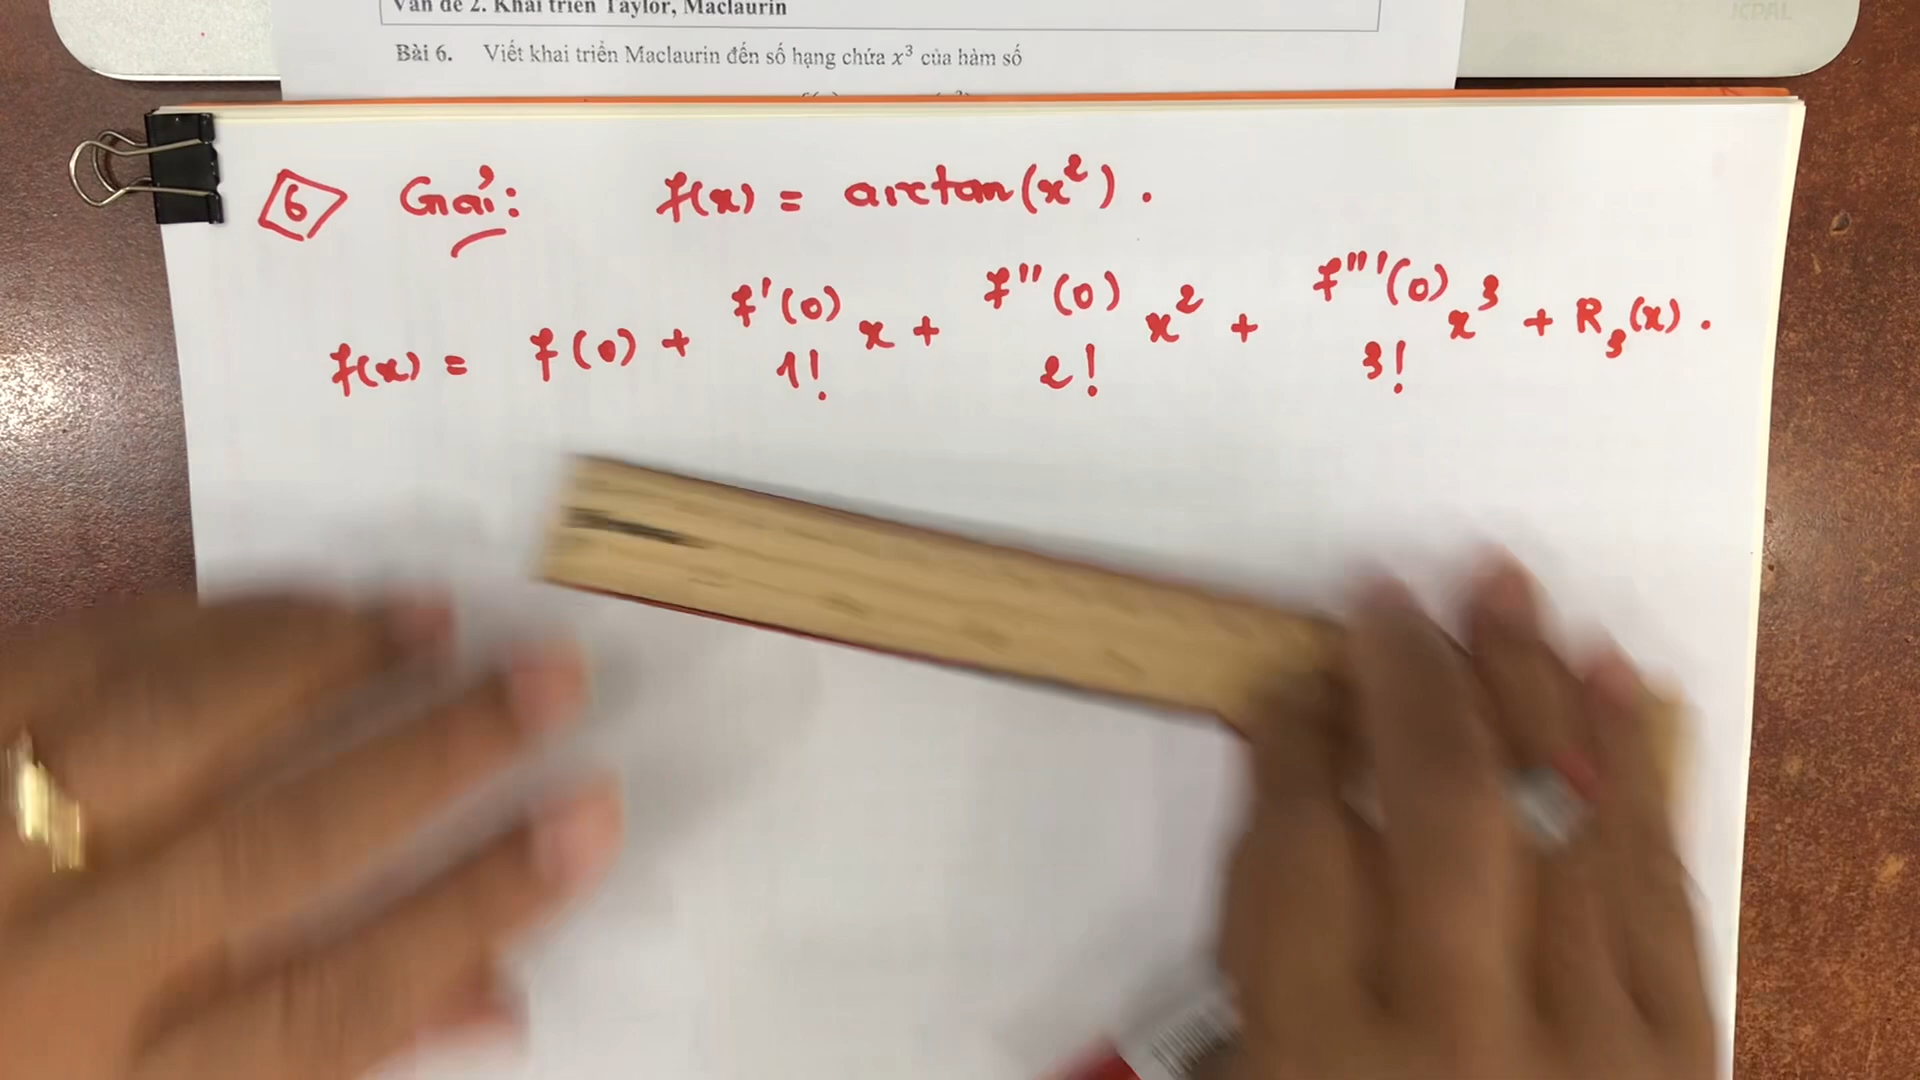 Vấn đề 2. Khai triển Taylor, Maclaurin
Bài 6. Viết khai triển Maclaurin đến số hạng chứa x³ của hàm số
6 Giải: f(x) = arctan(x²).
f(x) = f(0) + f'(0)/1! x + f''(0)/2! x² + f'''(0)/3! x³ + R₃(x).